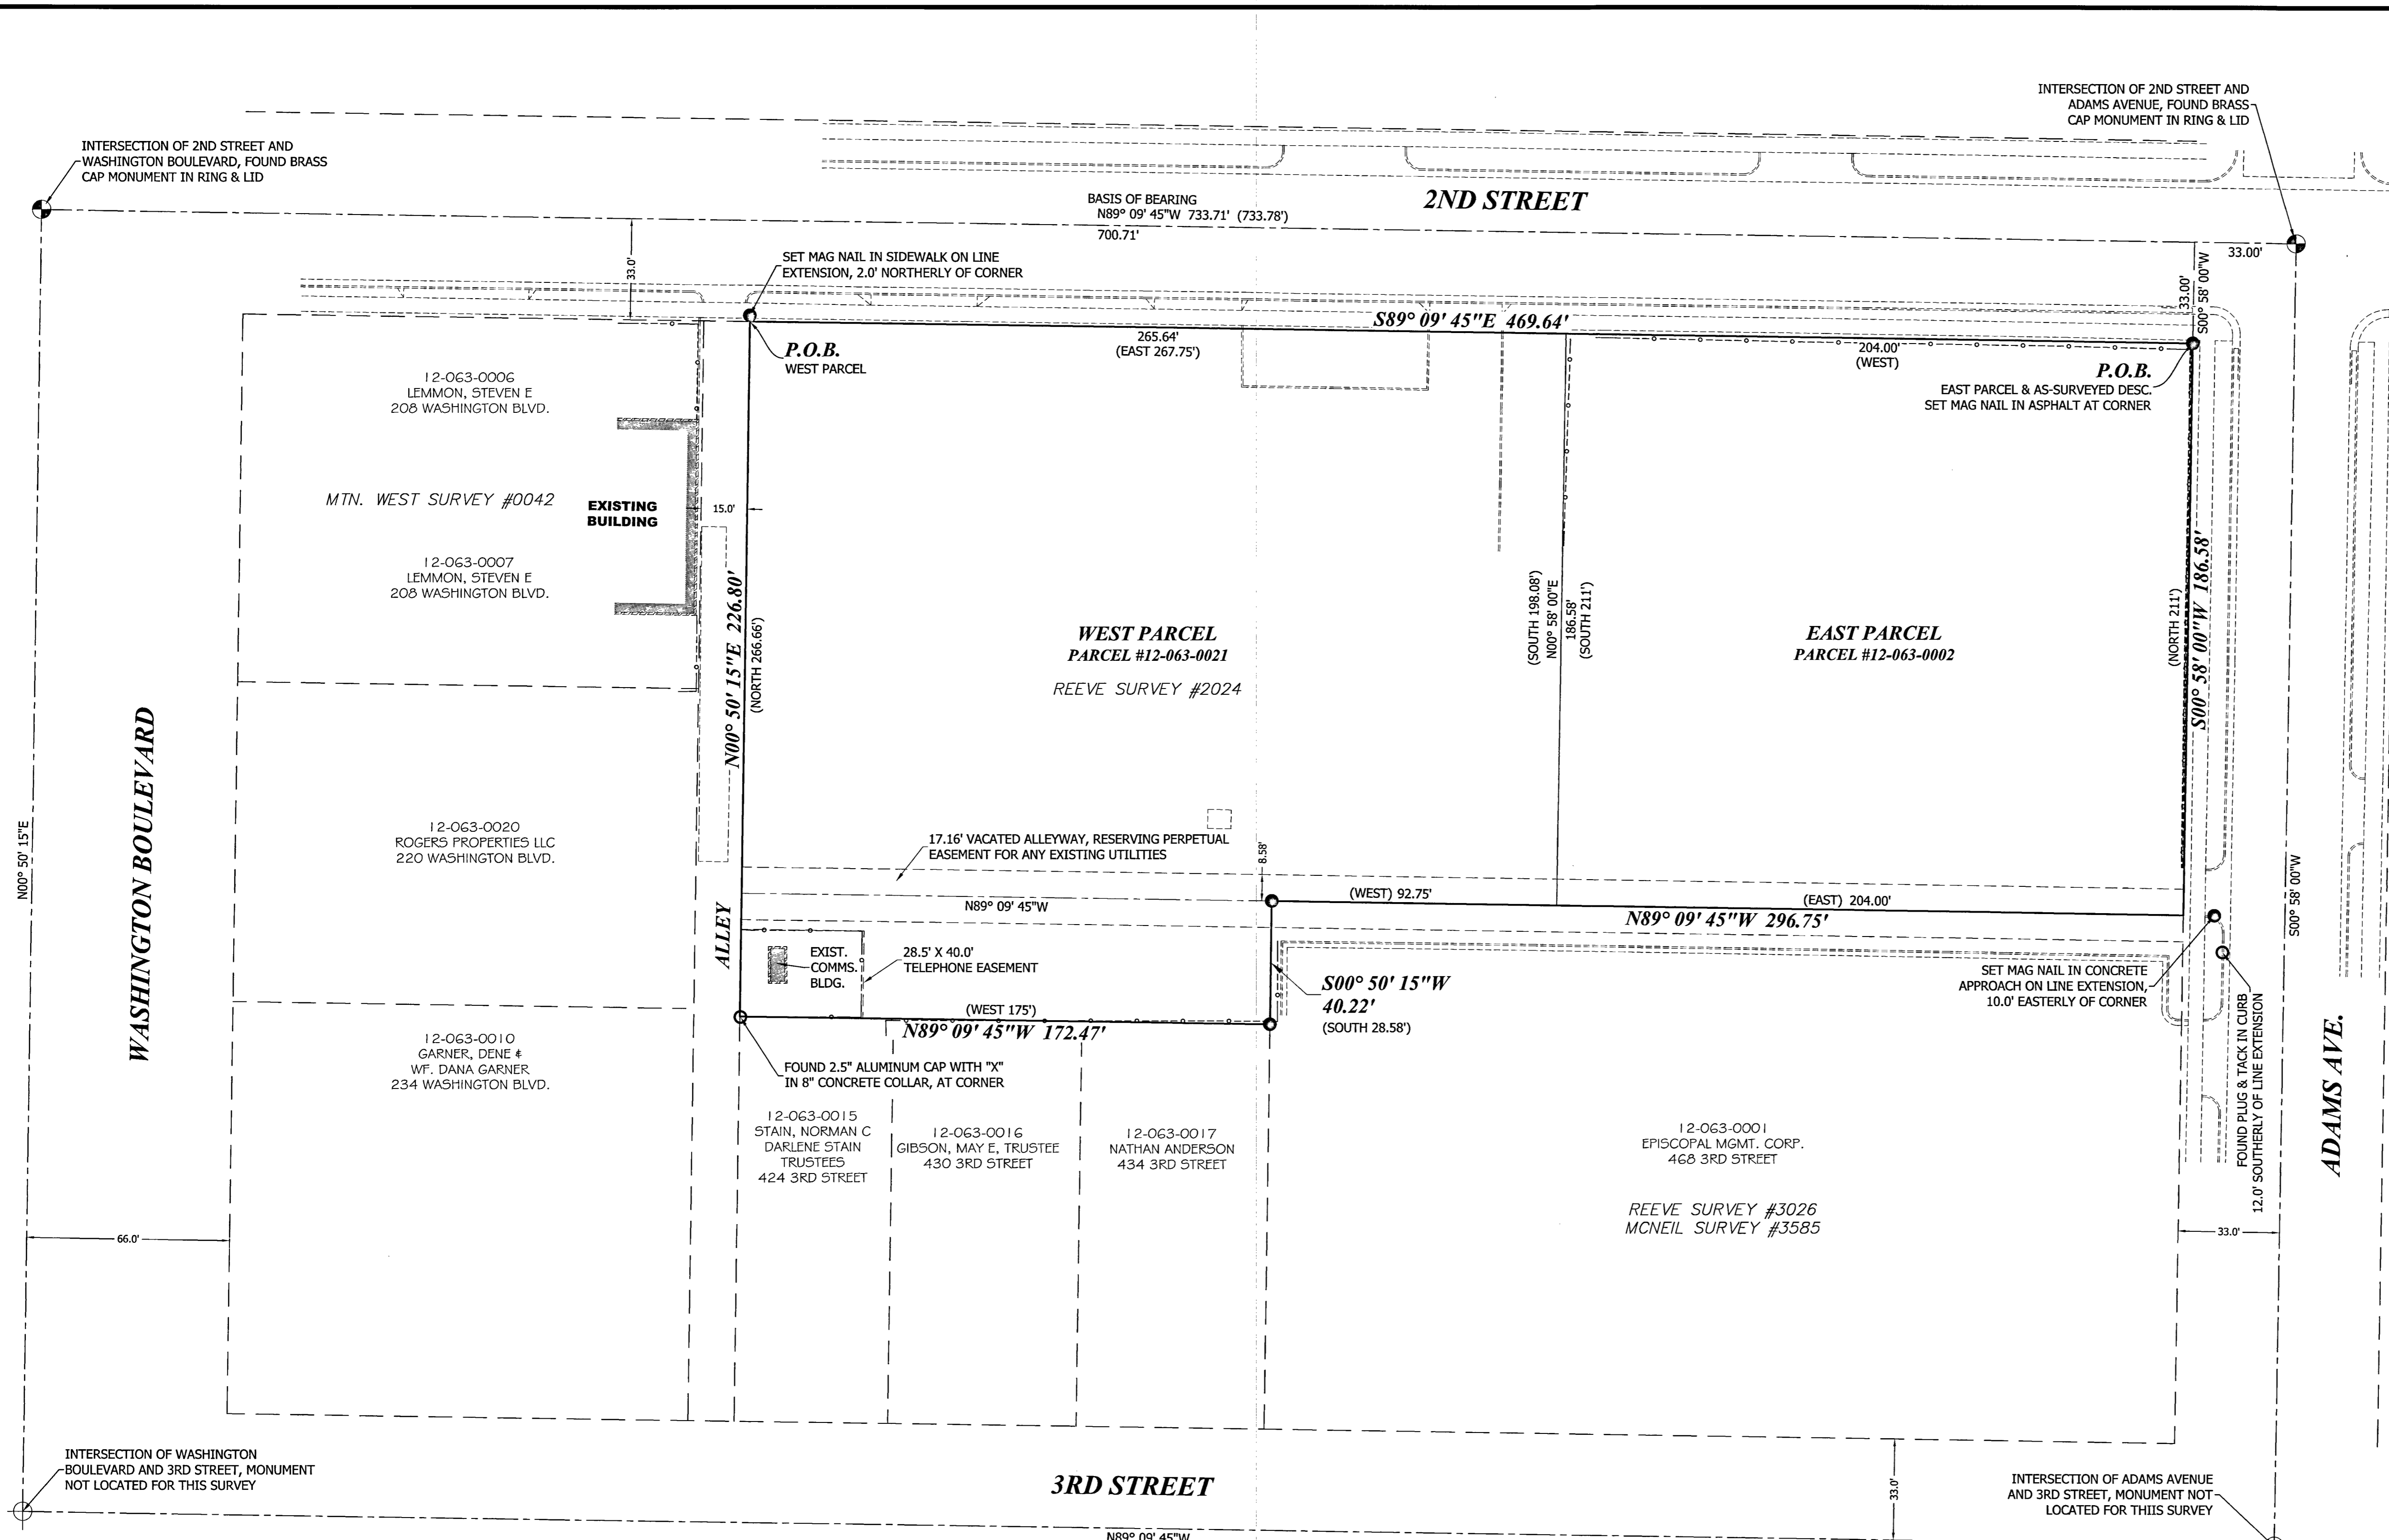 INTERSECTION OF 2ND STREET AND
WASHINGTON BOULEVARD, FOUND BRASS
CAP MONUMENT IN RING & LID
INTERSECTION OF 2ND STREET AND
ADAMS AVENUE, FOUND BRASS
CAP MONUMENT IN RING & LID
BASIS OF BEARING
N89° 09' 45"W 733.71' (733.78')
700.71'
2ND STREET
33.00'
33.0'
SET MAG NAIL IN SIDEWALK ON LINE
EXTENSION, 2.0' NORTHERLY OF CORNER
33.00'
S00° 58' 00"W
S89° 09' 45"E 469.64'
265.64'
(EAST 267.75')
204.00'
(WEST)
P.O.B.
WEST PARCEL
P.O.B.
EAST PARCEL & AS-SURVEYED DESC.
SET MAG NAIL IN ASPHALT AT CORNER
12-063-0006
LEMMON, STEVEN E
208 WASHINGTON BLVD.
MTN. WEST SURVEY #0042
EXISTING
BUILDING
15.0'
12-063-0007
LEMMON, STEVEN E
208 WASHINGTON BLVD.
N00° 50' 15"E 226.80'
(NORTH 266.66')
WEST PARCEL
PARCEL #12-063-0021
REEVE SURVEY #2024
(SOUTH 198.08')
N00° 58' 00"E
186.58'
(SOUTH 211')
EAST PARCEL
PARCEL #12-063-0002
(NORTH 211')
S00° 58' 00"W 186.58'
WASHINGTON BOULEVARD
N00° 50' 15"E
12-063-0020
ROGERS PROPERTIES LLC
220 WASHINGTON BLVD.
17.16' VACATED ALLEYWAY, RESERVING PERPETUAL
EASEMENT FOR ANY EXISTING UTILITIES
8.58'
(WEST) 92.75'
(EAST) 204.00'
N89° 09' 45"W
N89° 09' 45"W 296.75'
S00° 58' 00"W
ALLEY
EXIST.
COMMS.
BLDG.
28.5' X 40.0'
TELEPHONE EASEMENT
S00° 50' 15"W
40.22'
(SOUTH 28.58')
SET MAG NAIL IN CONCRETE
APPROACH ON LINE EXTENSION,
10.0' EASTERLY OF CORNER
(WEST 175')
N89° 09' 45"W 172.47'
FOUND PLUG & TACK IN CURB
12.0' SOUTHERLY OF LINE EXTENSION
ADAMS AVE.
12-063-0010
GARNER, DENE &
WF. DANA GARNER
234 WASHINGTON BLVD.
FOUND 2.5" ALUMINUM CAP WITH "X"
IN 8" CONCRETE COLLAR, AT CORNER
12-063-0015
STAIN, NORMAN C
DARLENE STAIN
TRUSTEES
424 3RD STREET
12-063-0016
GIBSON, MAY E, TRUSTEE
430 3RD STREET
12-063-0017
NATHAN ANDERSON
434 3RD STREET
12-063-0001
EPISCOPAL MGMT. CORP.
468 3RD STREET
REEVE SURVEY #3026
MCNEIL SURVEY #3585
66.0'
33.0'
INTERSECTION OF WASHINGTON
BOULEVARD AND 3RD STREET, MONUMENT
NOT LOCATED FOR THIS SURVEY
3RD STREET
33.0'
INTERSECTION OF ADAMS AVENUE
AND 3RD STREET, MONUMENT NOT
LOCATED FOR THIIS SURVEY
N89° 09' 45"W